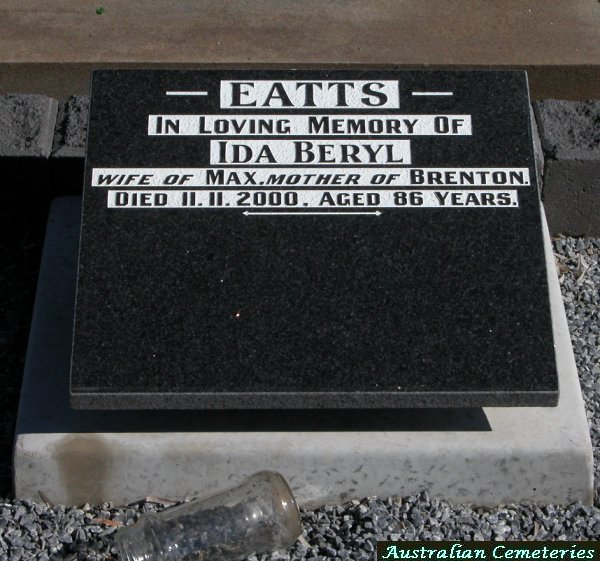 EATTS
IN LOVING MEMORY OF
IDA BERYL
WIFE OF MAX, MOTHER OF BRENTON.
DIED 11. 11. 2000. AGED 86 YEARS.
Australian Cemeteries